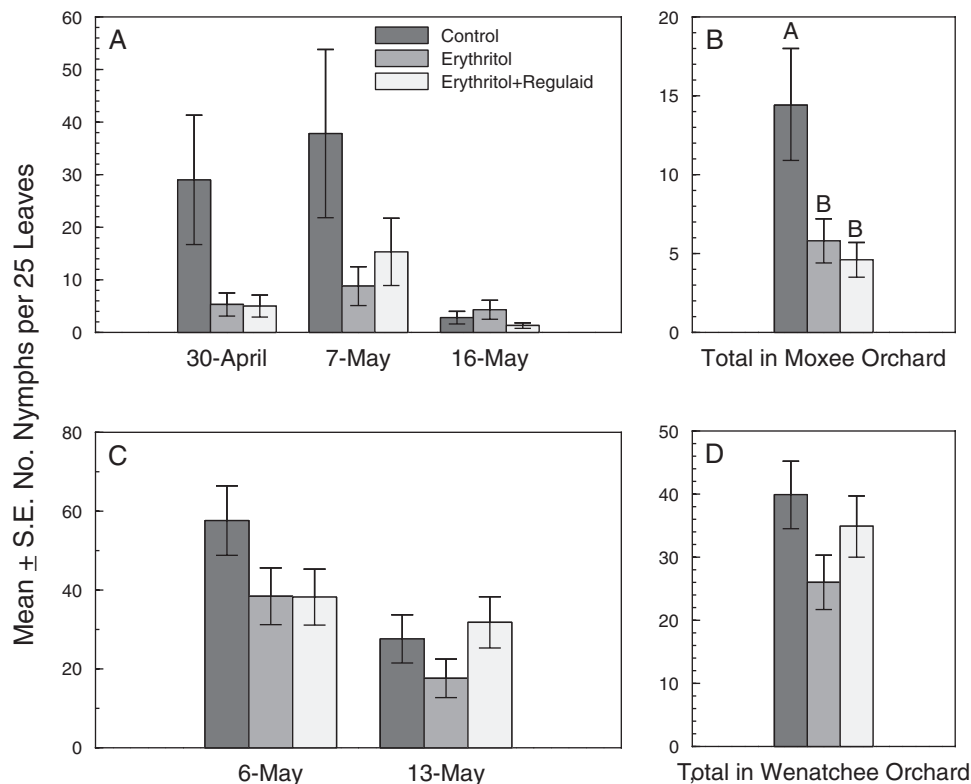 Mean ± S.E. No. Nymphs per 25 Leaves
A
60
50
40
30
20
10
0
Control
Erythritol
Erythritol+Regulaid
30-April
7-May
16-May
B
20
15
10
5
0
A
B
B
Total in Moxee Orchard
C
80
60
40
20
0
6-May
13-May
D
50
40
30
20
10
0
Total in Wenatchee Orchard